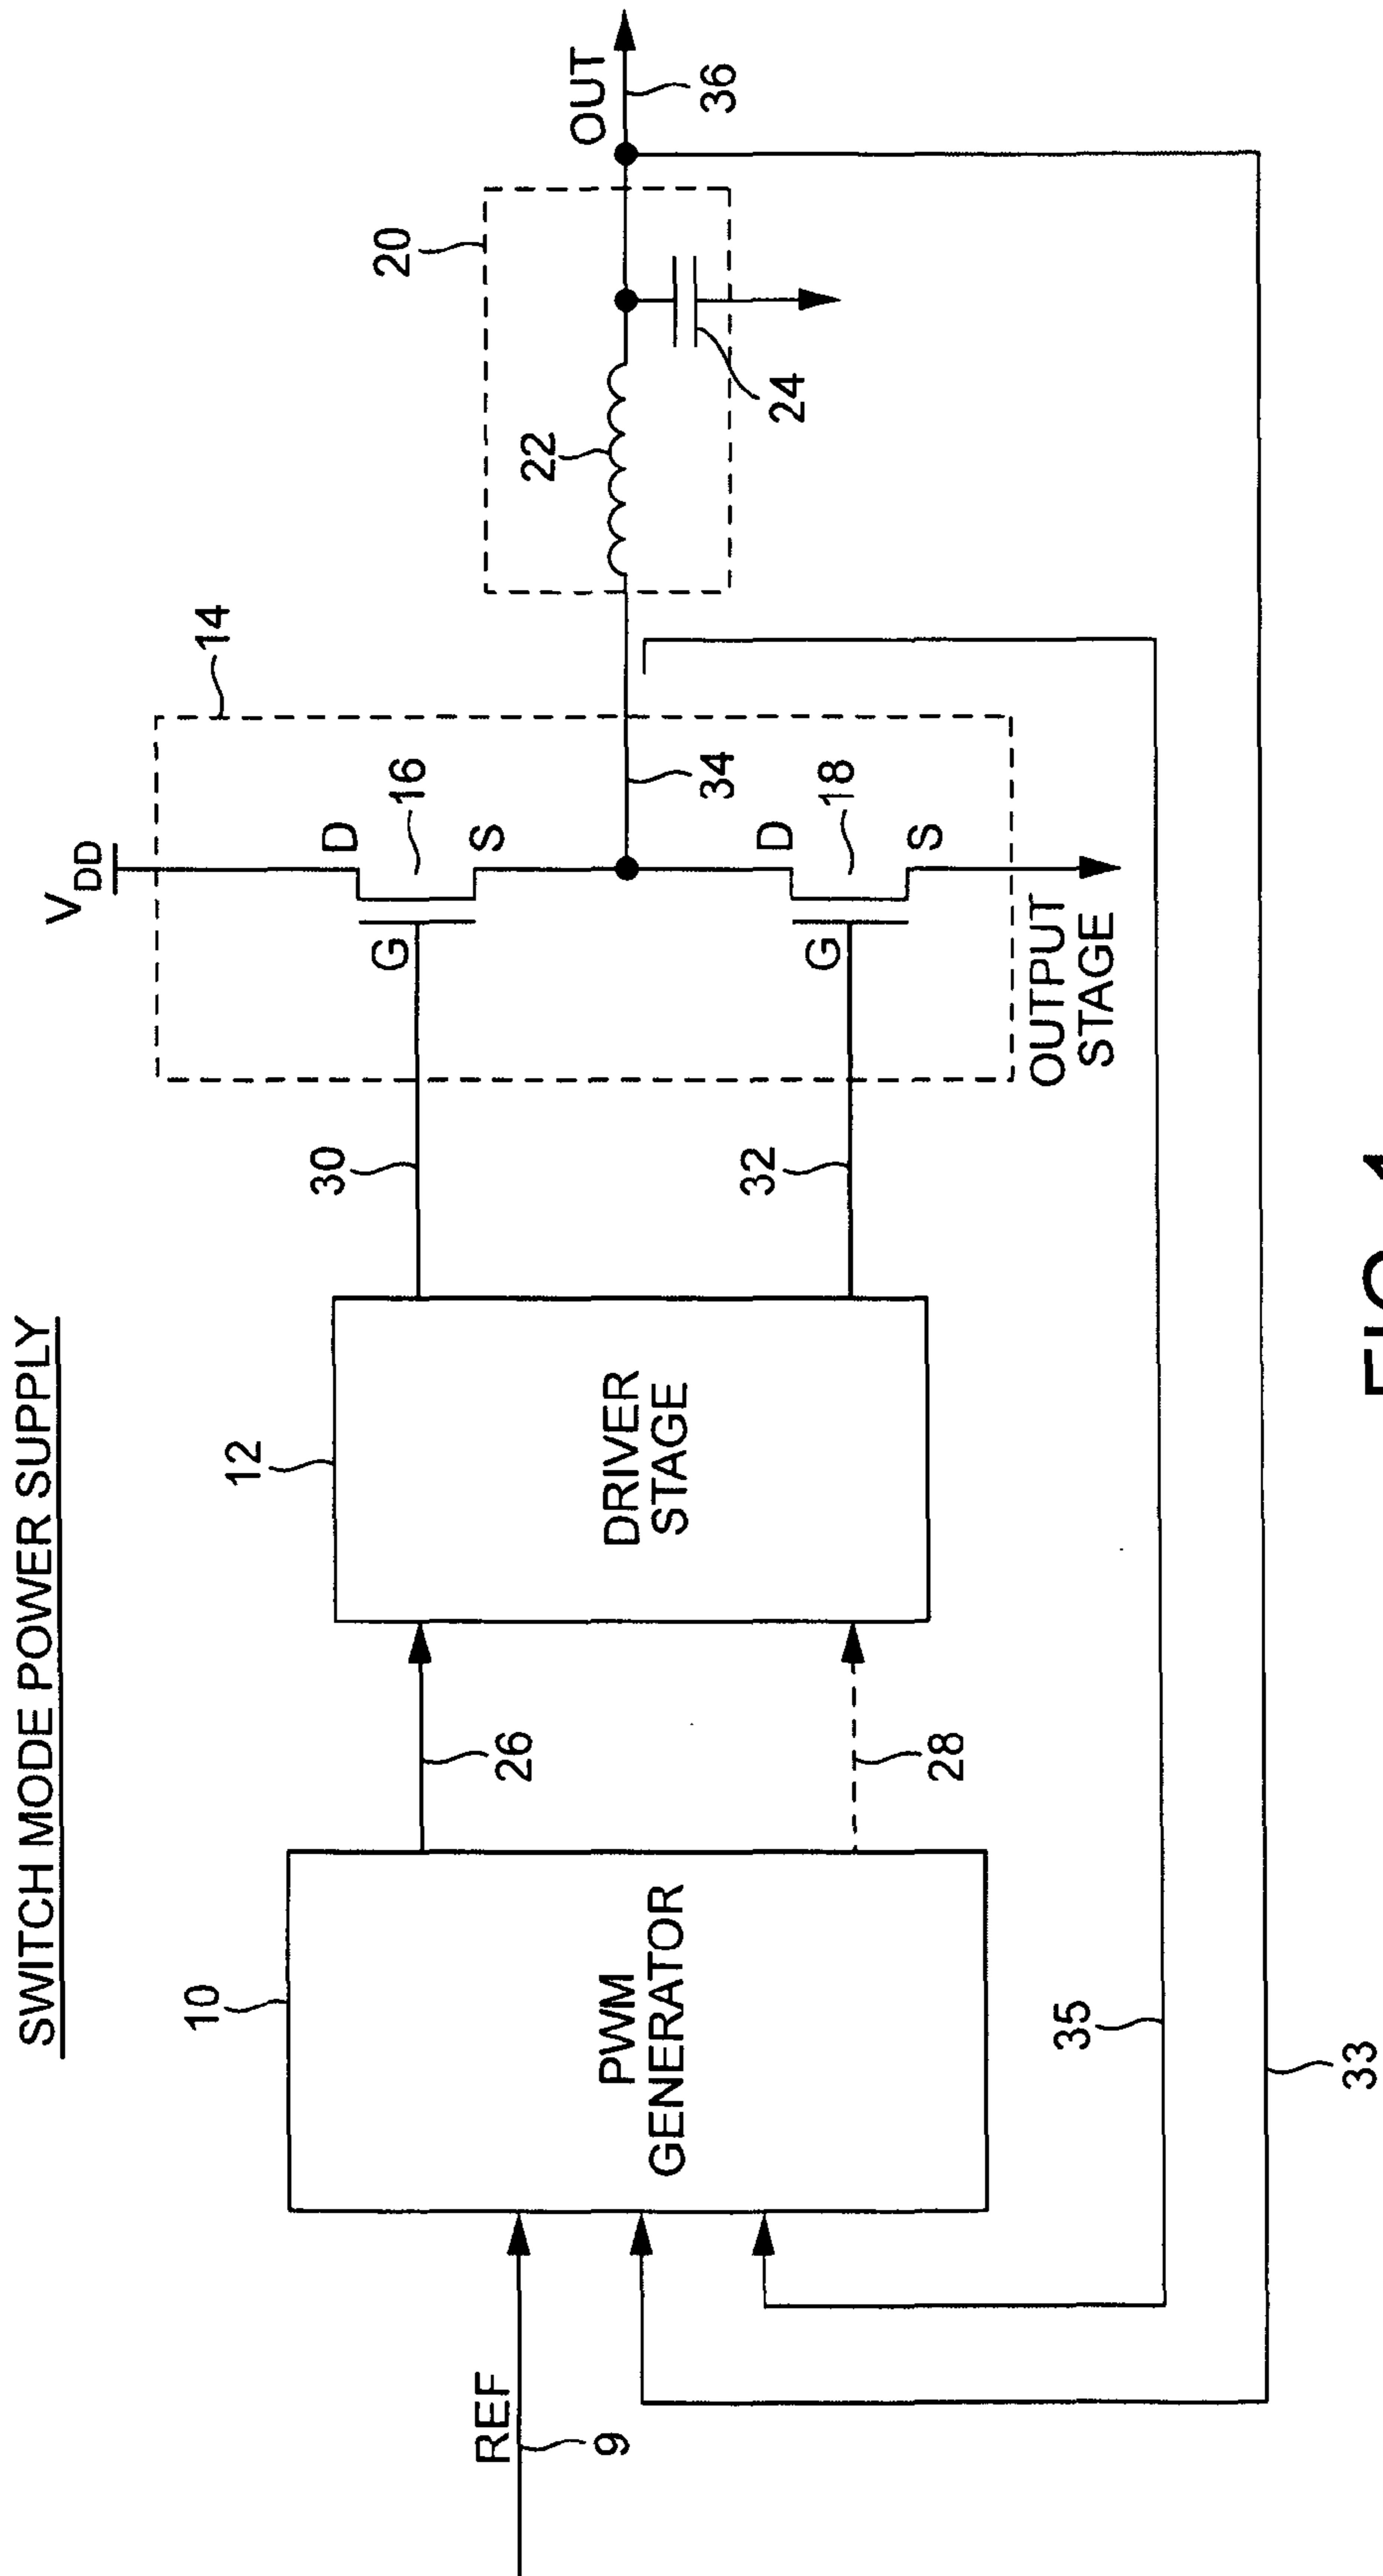 SWITCH MODE POWER SUPPLY
REF
9
10
PWM
GENERATOR
26
28
12
DRIVER
STAGE
30
32
V DD
14
D
G
16
S
34
D
G
18
S
OUTPUT
STAGE
20
22
24
OUT
36
35
33